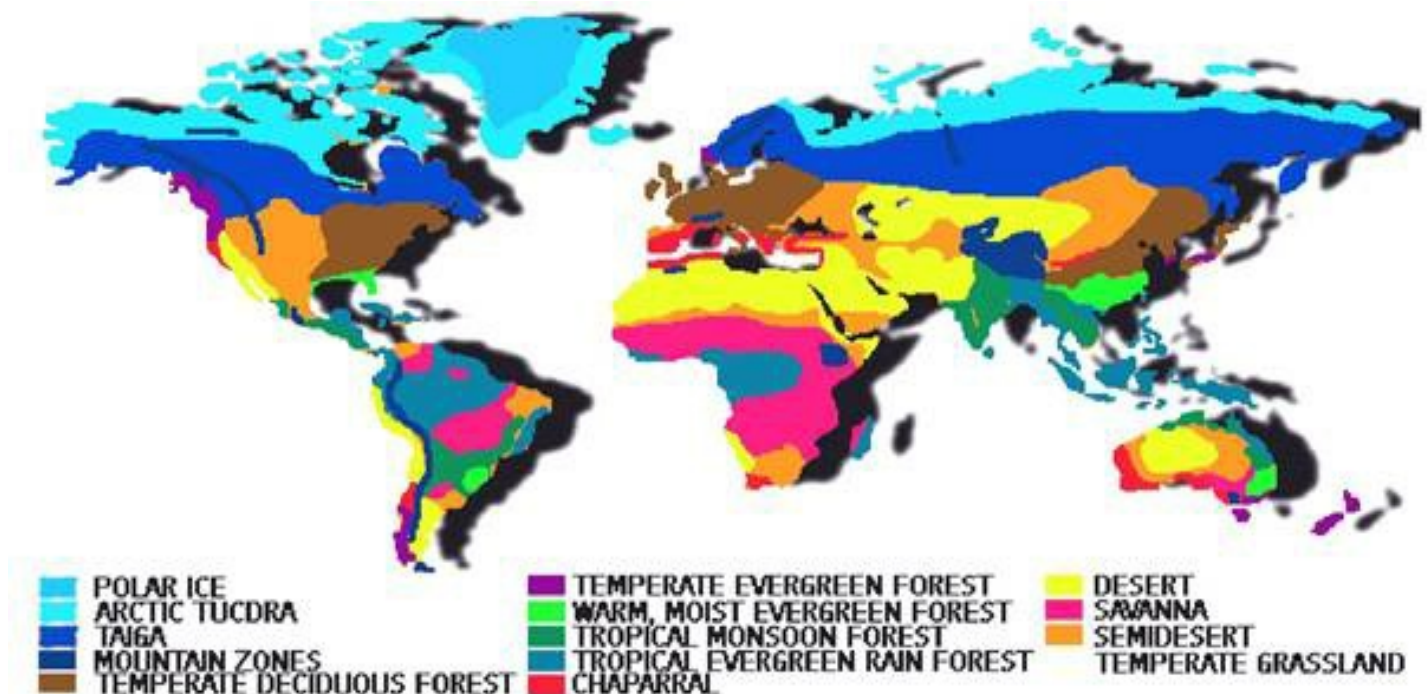 POLAR ICE
ARCTIC TUCDRA
TAIGA
MOUNTAIN ZONES
TEMPERATE DECIDUOUS FOREST
TEMPERATE EVERGREEN FOREST
WARM, MOIST EVERGREEN FOREST
TROPICAL MONSOON FOREST
TROPICAL EVERGREEN RAIN FOREST
CHAPARRAL
DESERT
SAVANNA
SEMIDESERT
TEMPERATE GRASSLAND